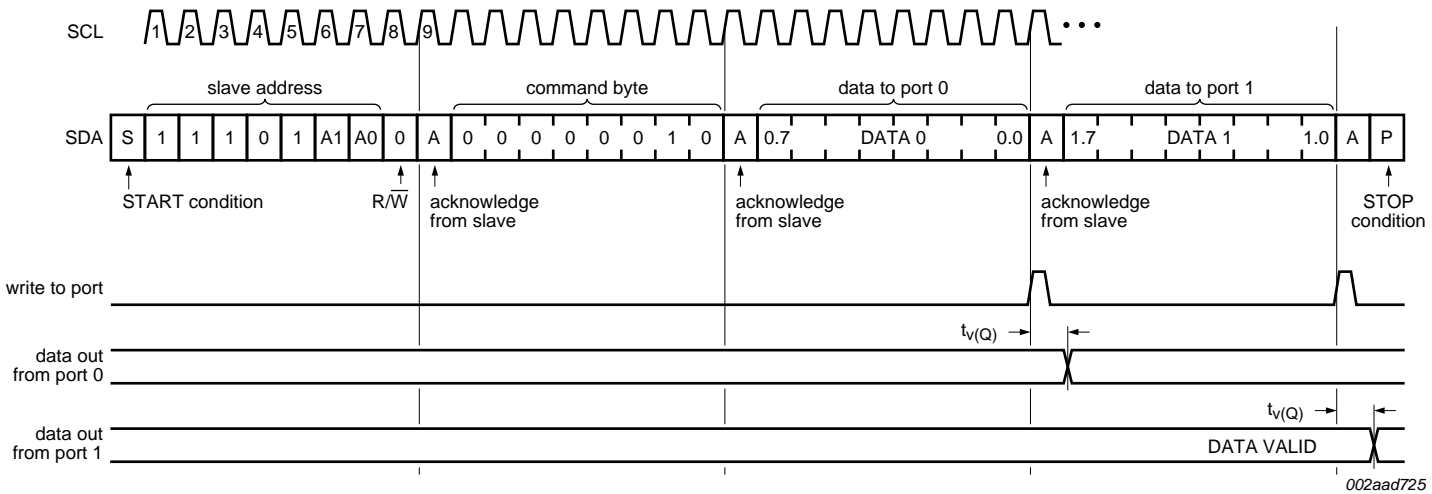 SCL 1 2 3 4 5 6 7 8 9 • • •
slave address command byte data to port 0 data to port 1
SDA S 1 1 1 0 1 A1 A0 0 A 0 0 0 0 0 0 1 0 A 0.7 DATA 0 0.0 A 1.7 DATA 1 1.0 A P
START condition R/W̅ acknowledge acknowledge acknowledge STOP
from slave from slave from slave condition
write to port
tv(Q)
data out
from port 0
tv(Q)
data out
from port 1 DATA VALID
002aad725